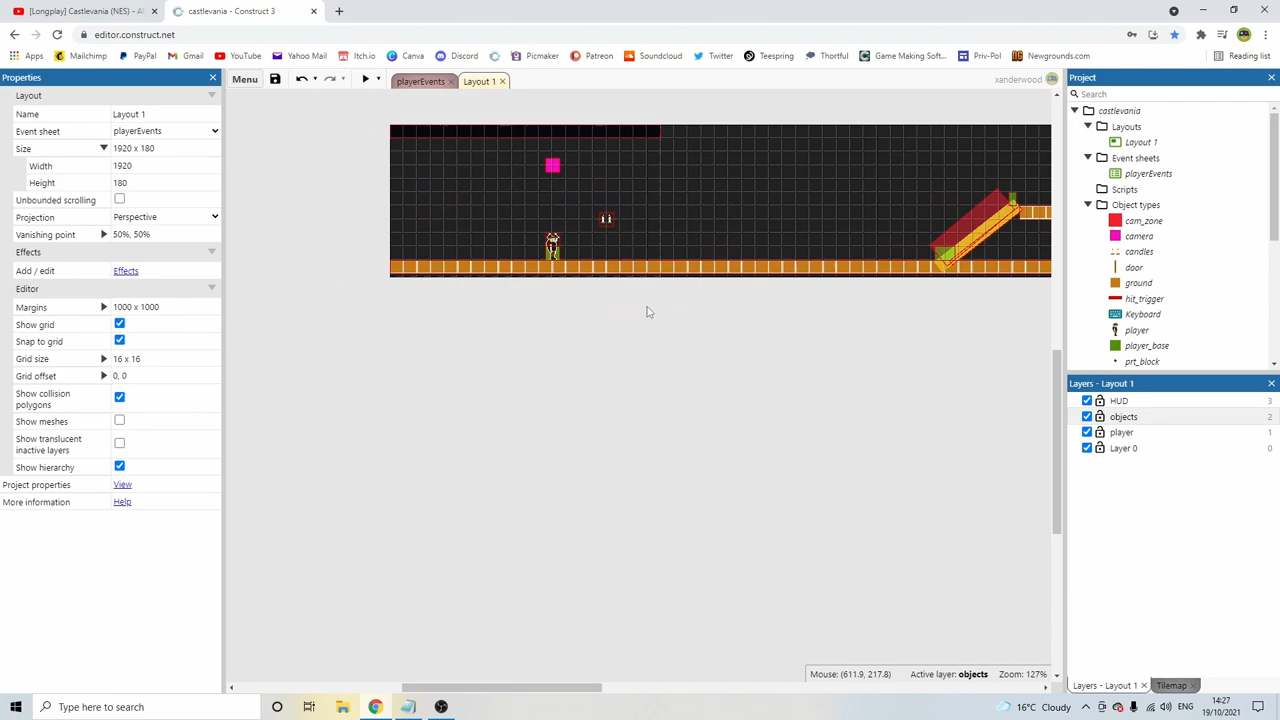 [Longplay] Castlevania (NES) - A
castlevania - Construct 3
editor.construct.net
Apps Mailchimp PayPal Gmail YouTube Yahoo Mail Itch.io Canva Discord Construct 3 Picmaker Patreon Soundcloud Twitter Teespring Thortful Game Making Soft... Priv-Pol Newgrounds.com Reading list
Properties
Menu
playerEvents
Layout 1
xanderwood
Project
Layout
Search
Name Layout 1
Event sheet playerEvents
Size 1920 x 180
Width 1920
Height 180
Unbounded scrolling
Projection Perspective
Vanishing point 50%, 50%
Effects
Add / edit Effects
Editor
Margins 1000 x 1000
Show grid
Snap to grid
Grid size 16 x 16
Grid offset 0, 0
Show collision
polygons
Show meshes
Show translucent
inactive layers
Show hierarchy
Project properties View
More information Help
castlevania
Layouts
Layout 1
Event sheets
playerEvents
Scripts
Object types
cam_zone
camera
candles
door
ground
hit_trigger
Keyboard
player
player_base
prt_block
Layers - Layout 1
HUD 3
objects 2
player 1
Layer 0 0
Mouse: (611.9, 217.8) Active layer: objects Zoom: 127%
Layers - Layout 1
Tilemap
Type here to search
16°C Cloudy
ENG
14:27
19/10/2021